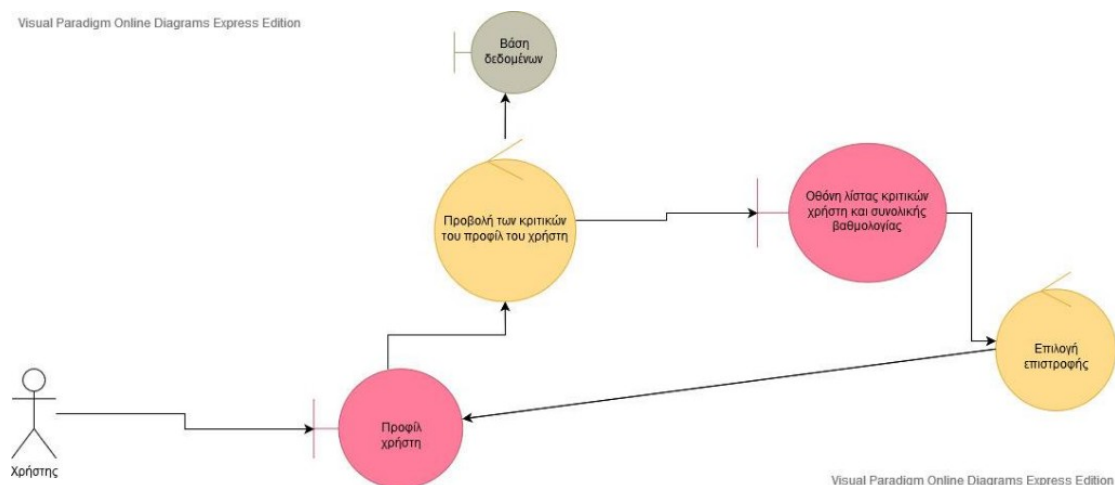 Visual Paradigm Online Diagrams Express Edition
Βάση
δεδομένων
Προβολή των κριτικών
του προφίλ του χρήστη
Οθόνη λίστας κριτικών
χρήστη και συνολικής
βαθμολογίας
Επιλογή
επιστροφής
Προφίλ
χρήστη
Χρήστης
Visual Paradigm Online Diagrams Express Edition